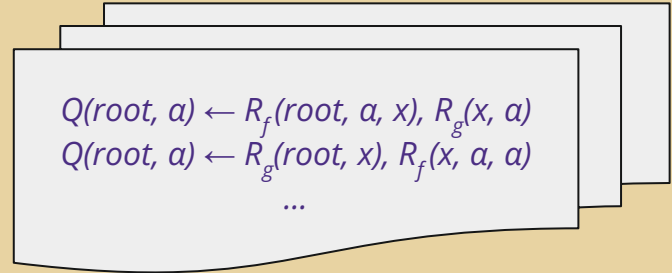 Q(root, a) ← R_f(root, a, x), R_g(x, a)
Q(root, a) ← R_g(root, x), R_f(x, a, a)
...